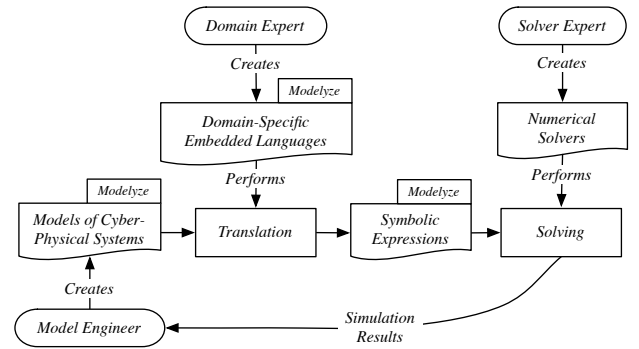 Domain Expert
Solver Expert
Creates
Creates
Modelyze
Domain-Specific
Embedded Languages
Numerical
Solvers
Performs
Performs
Modelyze
Modelyze
Models of Cyber-
Physical Systems
Translation
Symbolic
Expressions
Solving
Creates
Model Engineer
Simulation
Results